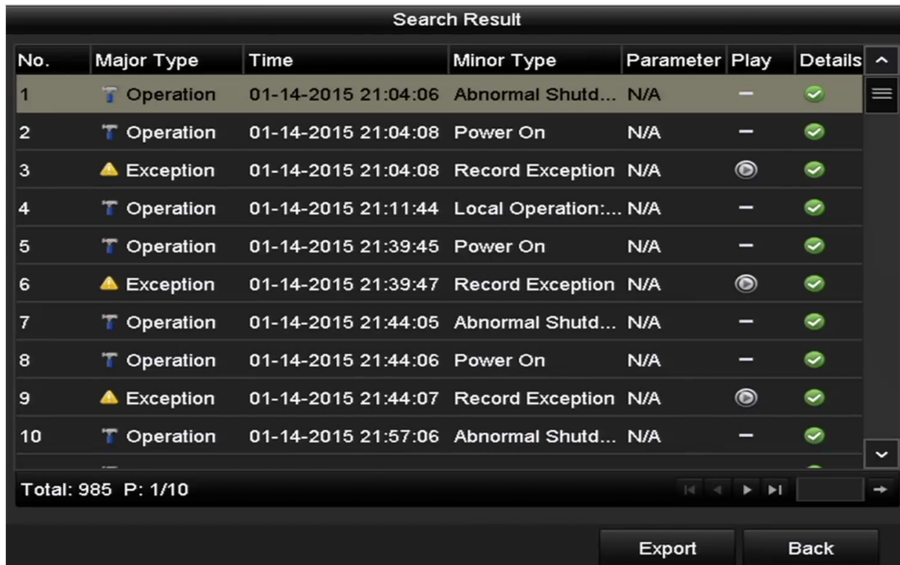 Search Result
No. Major Type Time Minor Type Parameter Play Details
1 Operation 01-14-2015 21:04:06 Abnormal Shutd... N/A –
2 Operation 01-14-2015 21:04:08 Power On N/A –
3 Exception 01-14-2015 21:04:08 Record Exception N/A
4 Operation 01-14-2015 21:11:44 Local Operation:... N/A –
5 Operation 01-14-2015 21:39:45 Power On N/A –
6 Exception 01-14-2015 21:39:47 Record Exception N/A
7 Operation 01-14-2015 21:44:05 Abnormal Shutd... N/A –
8 Operation 01-14-2015 21:44:06 Power On N/A –
9 Exception 01-14-2015 21:44:07 Record Exception N/A
10 Operation 01-14-2015 21:57:06 Abnormal Shutd... N/A –
Total: 985 P: 1/10
Export Back